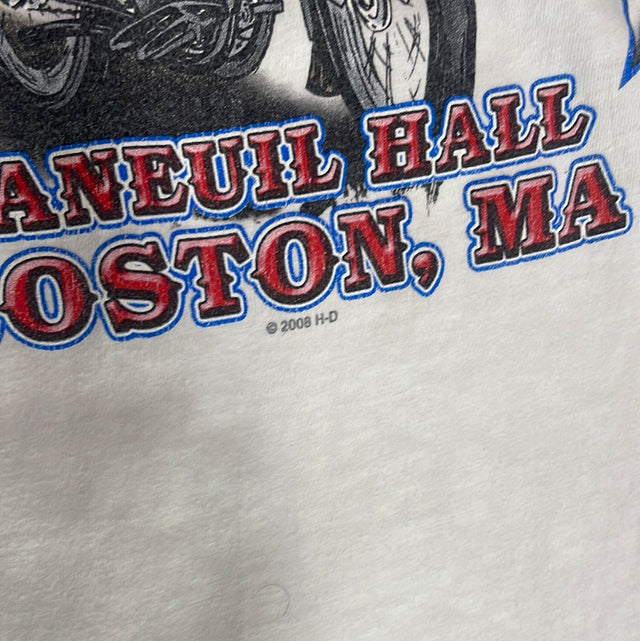 ANEUIL HALL
OSTON, MA
© 2008 H-D